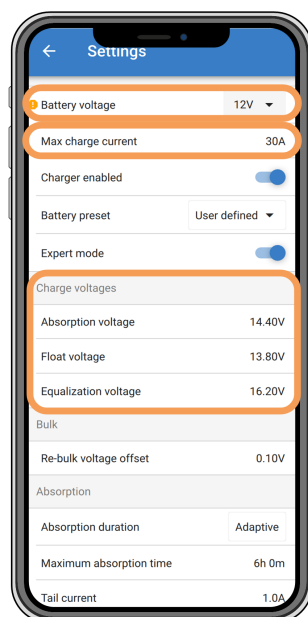 Settings
Battery voltage 12V
Max charge current 30A
Charger enabled
Battery preset User defined
Expert mode
Charge voltages
Absorption voltage 14.40V
Float voltage 13.80V
Equalization voltage 16.20V
Bulk
Re-bulk voltage offset 0.10V
Absorption
Absorption duration Adaptive
Maximum absorption time 6h 0m
Tail current 1.0A